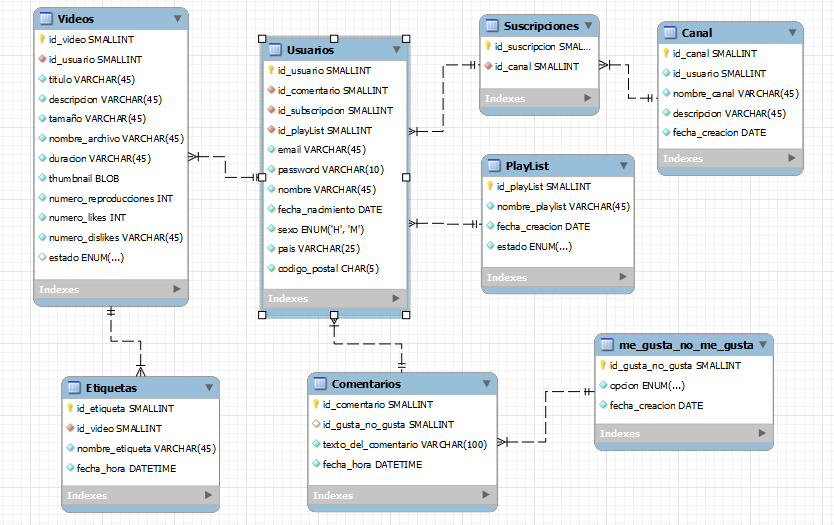 Videos
id_video SMALLINT
id_usuario SMALLINT
titulo VARCHAR(45)
descripcion VARCHAR(45)
tamaño VARCHAR(45)
nombre_archivo VARCHAR(45)
duracion VARCHAR(45)
thumbnail BLOB
numero_reproducciones INT
numero_likes INT
numero_dislikes VARCHAR(45)
estado ENUM(...)
Indexes
Usuarios
id_usuario SMALLINT
id_comentario SMALLINT
id_subscripcion SMALLINT
id_playList SMALLINT
email VARCHAR(45)
password VARCHAR(10)
nombre VARCHAR(45)
fecha_nacimiento DATE
sexo ENUM('H', 'M')
pais VARCHAR(25)
codigo_postal CHAR(5)
Indexes
Suscripciones
id_suscripcion SMAL...
id_canal SMALLINT
Indexes
Canal
id_canal SMALLINT
id_usuario SMALLINT
nombre_canal VARCHAR(45)
descripcion VARCHAR(45)
fecha_creacion DATE
Indexes
PlayList
id_playList SMALLINT
nombre_playlist VARCHAR(45)
fecha_creacion DATE
estado ENUM(...)
Indexes
Etiquetas
id_etiqueta SMALLINT
id_video SMALLINT
nombre_etiqueta VARCHAR(45)
fecha_hora DATETIME
Indexes
Comentarios
id_comentario SMALLINT
id_gusta_no_gusta SMALLINT
texto_del_comentario VARCHAR(100)
fecha_hora DATETIME
Indexes
me_gusta_no_me_gusta
id_gusta_no_gusta SMALLINT
opcion ENUM(...)
fecha_creacion DATE
Indexes